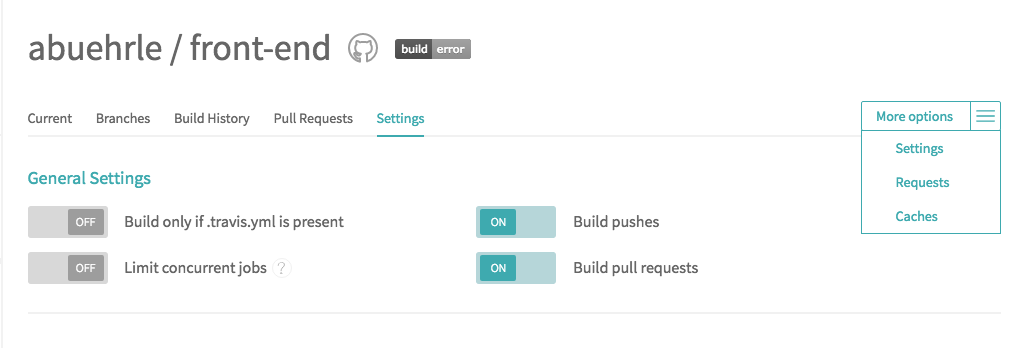 abuehrle / front-end build error
Current Branches Build History Pull Requests Settings More options
Settings
Requests
Caches
General Settings
OFF Build only if .travis.yml is present ON Build pushes
OFF Limit concurrent jobs ? ON Build pull requests